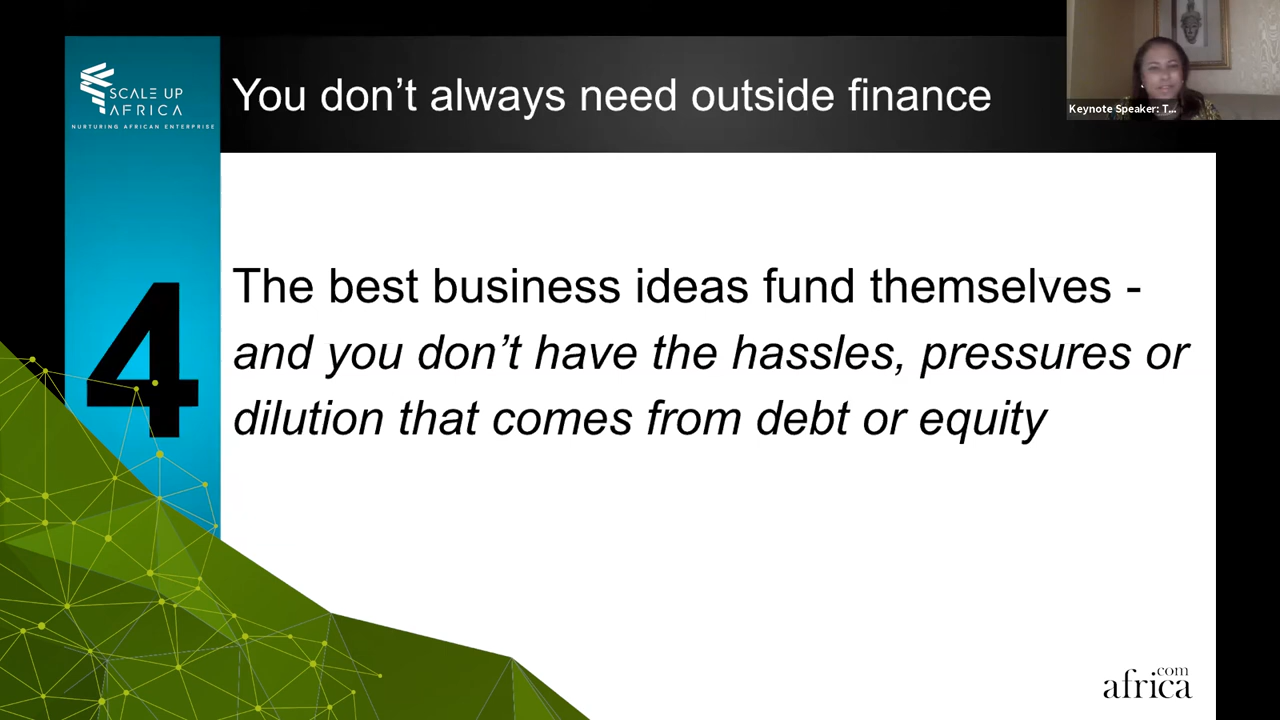 SCALE UP
AFRICA
NURTURING AFRICAN ENTERPRISE
You don’t always need outside finance
Keynote Speaker: T...
4
The best business ideas fund themselves -
and you don’t have the hassles, pressures or
dilution that comes from debt or equity
.com
africa